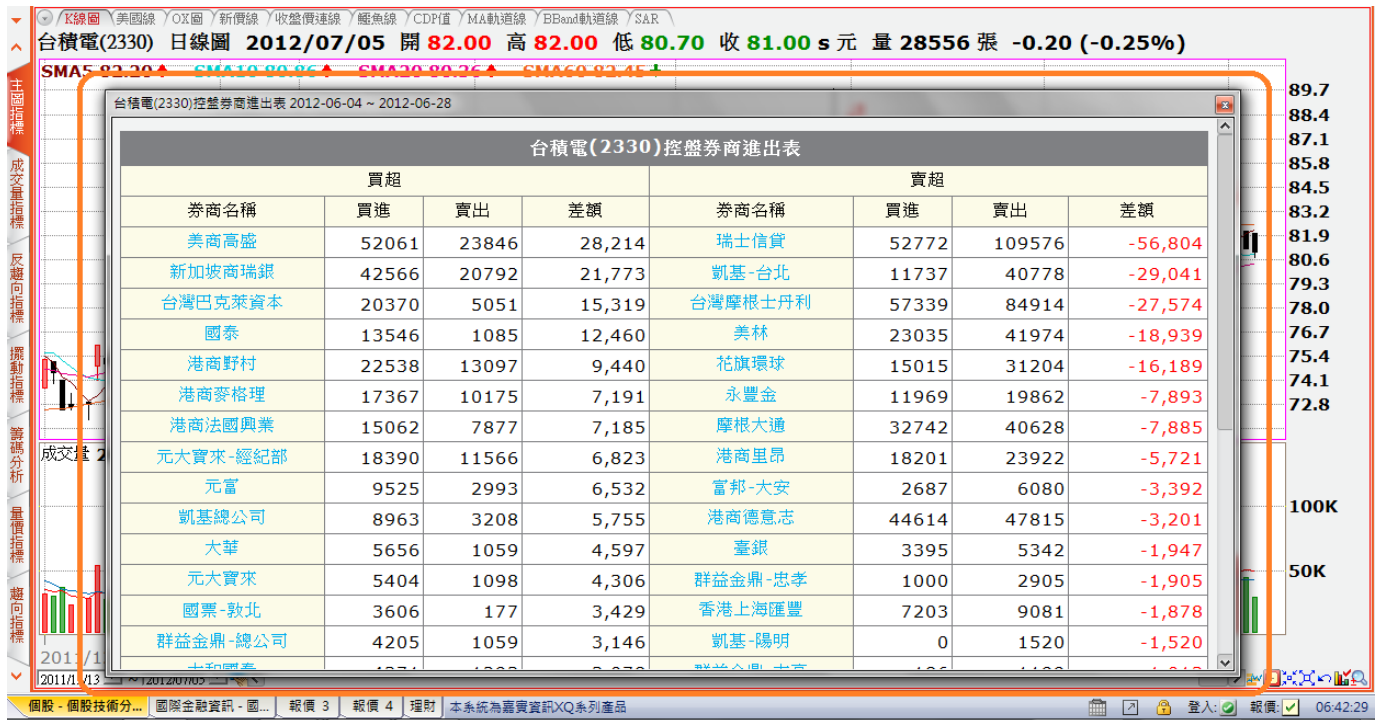 K線圖 美國線 OX圖 新價線 收盤價連線 鱷魚線 CDP值 MA軌道線 BBand軌道線 SAR
台積電(2330) 日線圖 2012/07/05 開 82.00 高 82.00 低 80.70 收 81.00 s 元 量 28556 張 -0.20 (-0.25%)
SMA5 82.20 SMA10 80.86 SMA20 80.26 SMA60 82.45
台積電(2330)控盤券商進出表 2012-06-04 ~ 2012-06-28
台積電(2330)控盤券商進出表
買超 賣超
券商名稱 買進 賣出 差額 券商名稱 買進 賣出 差額
美商高盛 52061 23846 28,214 瑞士信貸 52772 109576 -56,804
新加坡商瑞銀 42566 20792 21,773 凱基-台北 11737 40778 -29,041
台灣巴克萊資本 20370 5051 15,319 台灣摩根士丹利 57339 84914 -27,574
國泰 13546 1085 12,460 美林 23035 41974 -18,939
港商野村 22538 13097 9,440 花旗環球 15015 31204 -16,189
港商麥格理 17367 10175 7,191 永豐金 11969 19862 -7,893
港商法國興業 15062 7877 7,185 摩根大通 32742 40628 -7,885
元大寶來-經紀部 18390 11566 6,823 港商里昂 18201 23922 -5,721
元富 9525 2993 6,532 富邦-大安 2687 6080 -3,392
凱基總公司 8963 3208 5,755 港商德意志 44614 47815 -3,201
大華 5656 1059 4,597 臺銀 3395 5342 -1,947
元大寶來 5404 1098 4,306 群益金鼎-忠孝 1000 2905 -1,905
國票-敦北 3606 177 3,429 香港上海匯豐 7203 9081 -1,878
群益金鼎-總公司 4205 1059 3,146 凱基-陽明 0 1520 -1,520
主圖指標
成交量指標
反趨向指標
擺動指標
籌碼分析
量價指標
趨向指標
89.7
88.4
87.1
85.8
84.5
83.2
81.9
80.6
79.3
78.0
76.7
75.4
74.1
72.8
成交量 2
100K
50K
2011/1
個股 - 個股技術分... 國際金融資訊 - 國... 報價 3 報價 4 理財 本系統為嘉實資訊XQ系列產品 登入: 報價: 06:42:29